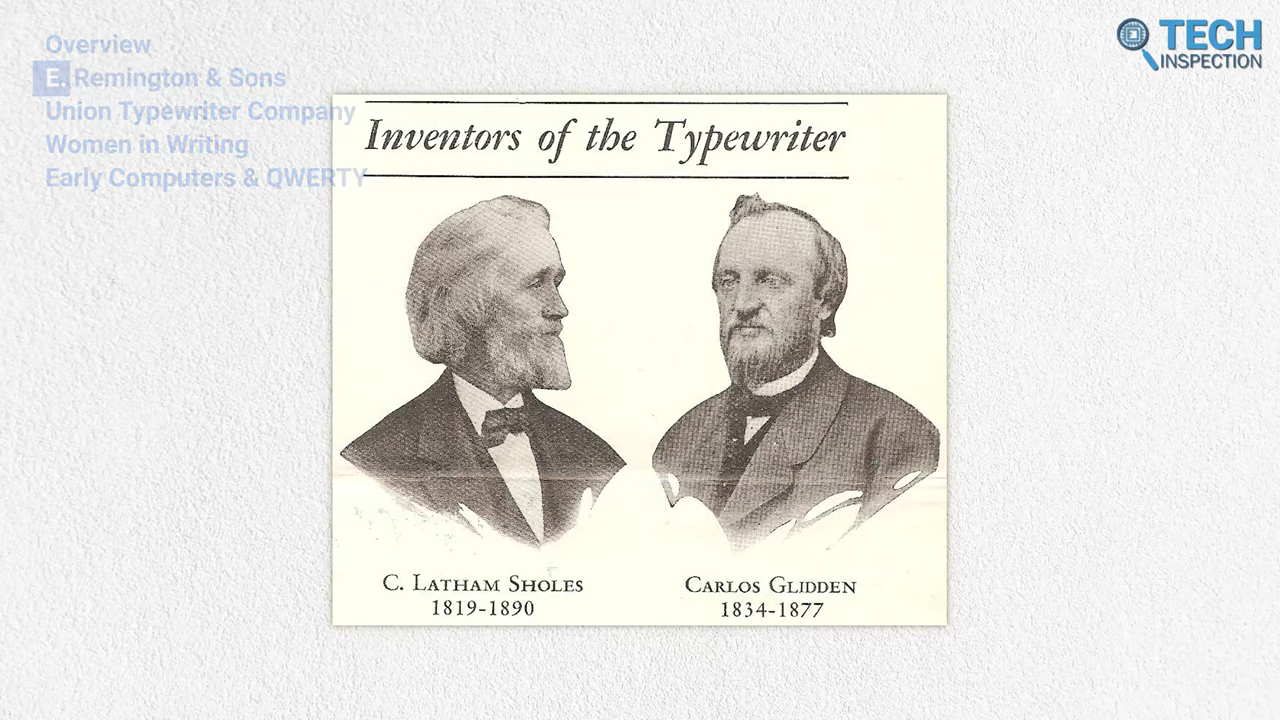 Overview
E. Remington & Sons
Union Typewriter Company
Women in Writing
Early Computers & QWERTY
TECH
INSPECTION
Inventors of the Typewriter
C. Latham Sholes
1819-1890
Carlos Glidden
1834-1877